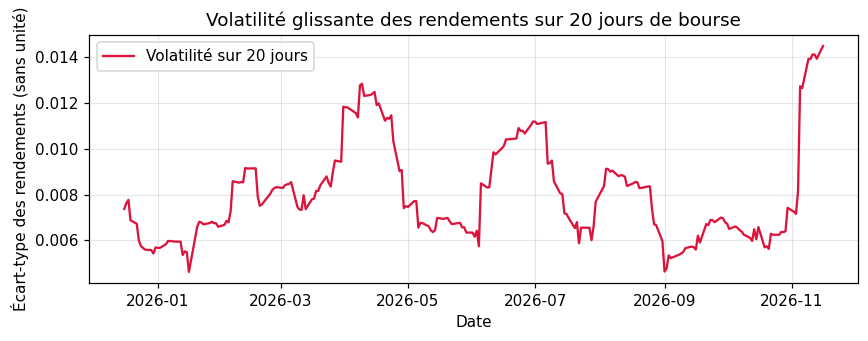 Volatilité glissante des rendements sur 20 jours de bourse
Écart-type des rendements (sans unité)
0.014
0.012
0.010
0.008
0.006
Volatilité sur 20 jours
2026-01
2026-03
2026-05
2026-07
2026-09
2026-11
Date